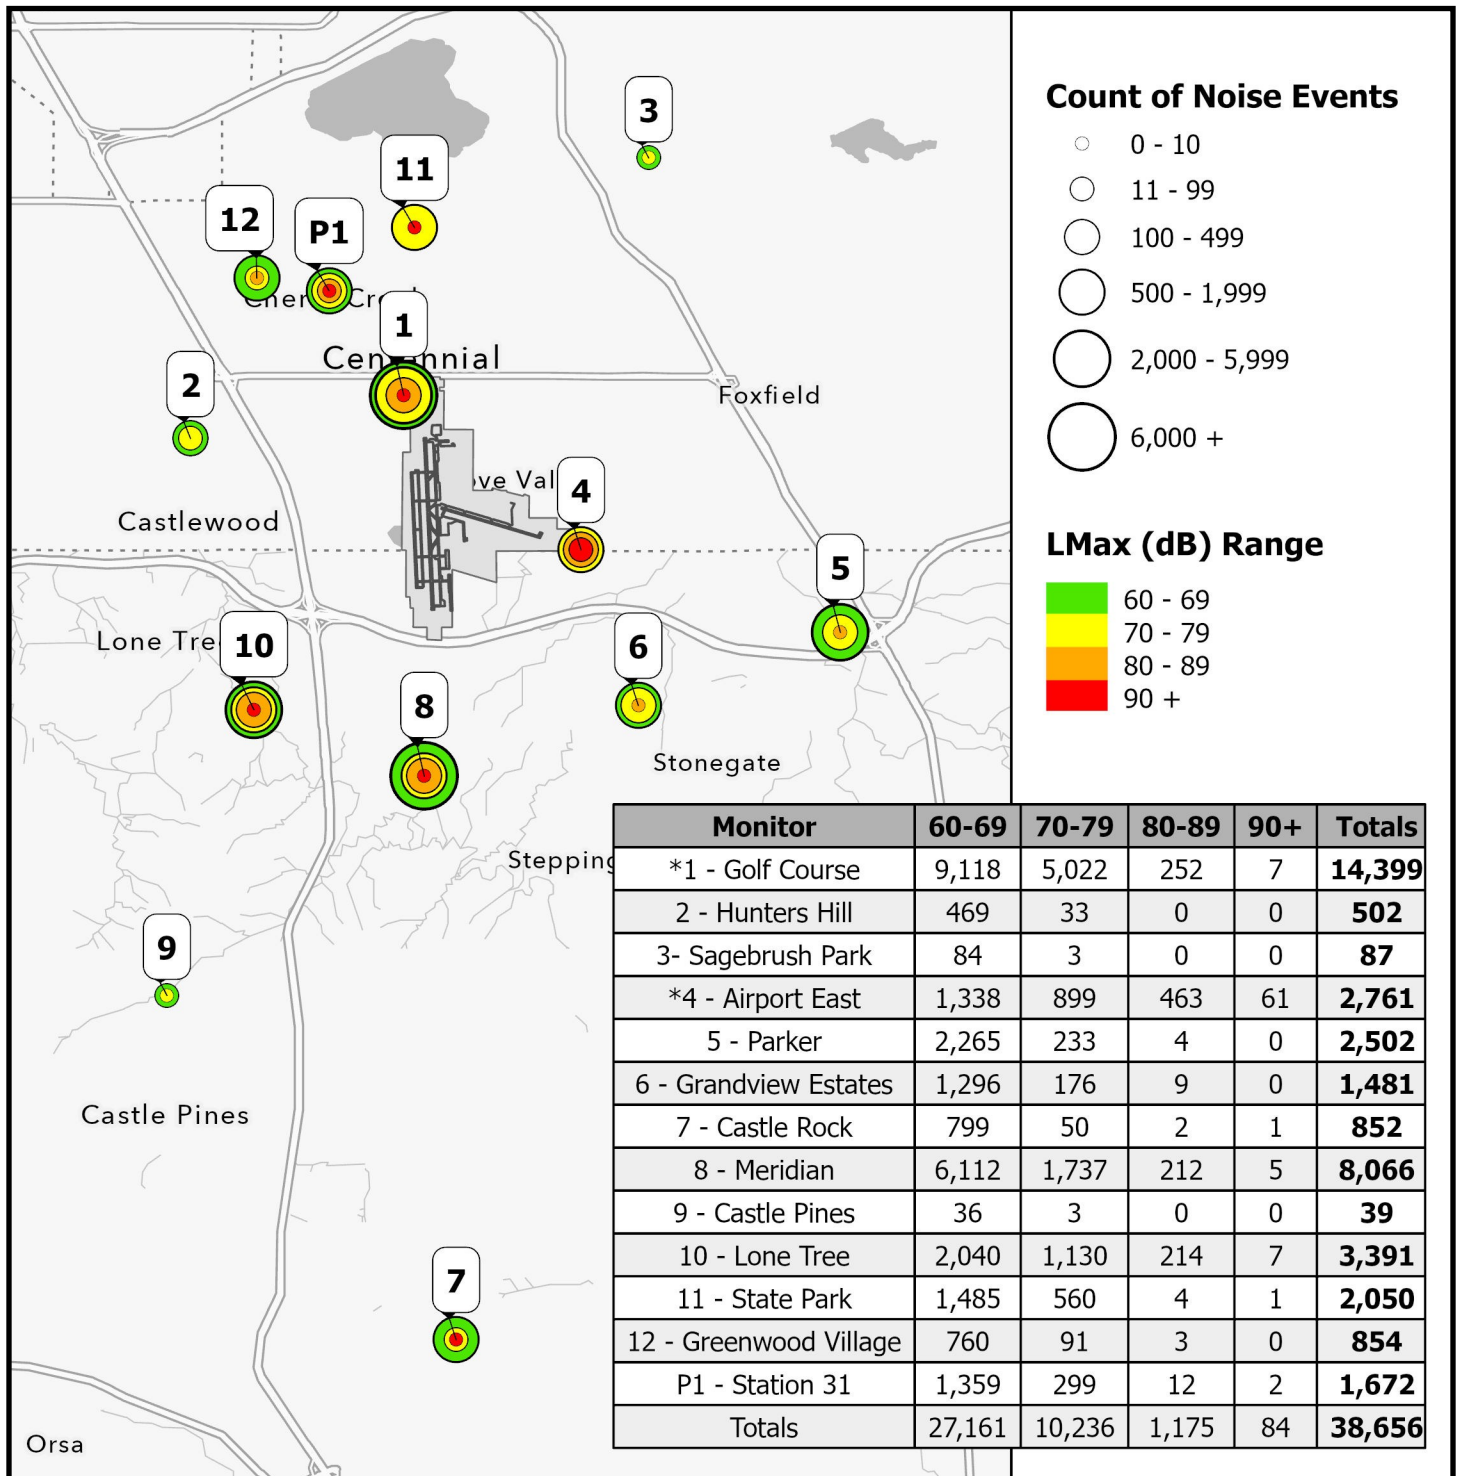 3
11
12
P1
Centennial
1
2
Foxfield
4
Castlewood
5
Lone Tre
10
6
8
Stonegate
Stepping
9
Castle Pines
7
Orsa
Count of Noise Events
0 - 10
11 - 99
100 - 499
500 - 1,999
2,000 - 5,999
6,000 +
LMax (dB) Range
60 - 69
70 - 79
80 - 89
90 +
Monitor 60-69 70-79 80-89 90+ Totals
*1 - Golf Course 9,118 5,022 252 7 14,399
2 - Hunters Hill 469 33 0 0 502
3- Sagebrush Park 84 3 0 0 87
*4 - Airport East 1,338 899 463 61 2,761
5 - Parker 2,265 233 4 0 2,502
6 - Grandview Estates 1,296 176 9 0 1,481
7 - Castle Rock 799 50 2 1 852
8 - Meridian 6,112 1,737 212 5 8,066
9 - Castle Pines 36 3 0 0 39
10 - Lone Tree 2,040 1,130 214 7 3,391
11 - State Park 1,485 560 4 1 2,050
12 - Greenwood Village 760 91 3 0 854
P1 - Station 31 1,359 299 12 2 1,672
Totals 27,161 10,236 1,175 84 38,656